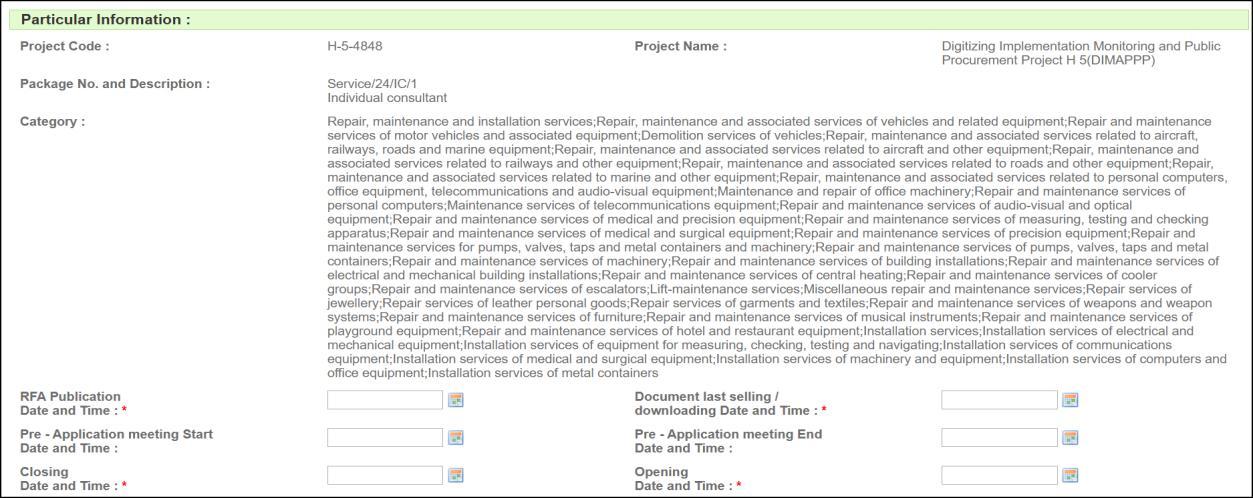 Particular Information :
Project Code : H-5-4848 Project Name : Digitizing Implementation Monitoring and Public
Procurement Project H 5(DIMAPPP)
Package No. and Description : Service/24/IC/1
Individual consultant
Category : Repair, maintenance and installation services;Repair, maintenance and associated services of vehicles and related equipment;Repair and maintenance
services of motor vehicles and associated equipment;Demolition services of vehicles;Repair, maintenance and associated services related to aircraft,
railways, roads and marine equipment;Repair, maintenance and associated services related to aircraft and other equipment;Repair, maintenance and
associated services related to railways and other equipment;Repair, maintenance and associated services related to roads and other equipment;Repair,
maintenance and associated services related to marine and other equipment;Repair, maintenance and associated services related to personal computers,
office equipment, telecommunications and audio-visual equipment;Maintenance and repair of office machinery;Repair and maintenance services of
personal computers;Maintenance services of telecommunications equipment;Repair and maintenance services of audio-visual and optical
equipment;Repair and maintenance services of medical and precision equipment;Repair and maintenance services of measuring, testing and checking
apparatus;Repair and maintenance services of medical and surgical equipment;Repair and maintenance services of precision equipment;Repair and
maintenance services for pumps, valves, taps and metal containers and machinery;Repair and maintenance services of pumps, valves, taps and metal
containers;Repair and maintenance services of machinery;Repair and maintenance services of building installations;Repair and maintenance services of
electrical and mechanical building installations;Repair and maintenance services of central heating;Repair and maintenance services of cooler
groups;Repair and maintenance services of escalators;Lift-maintenance services;Miscellaneous repair and maintenance services;Repair services of
jewellery;Repair services of leather personal goods;Repair services of garments and textiles;Repair and maintenance services of weapons and weapon
systems;Repair and maintenance services of furniture;Repair and maintenance services of musical instruments;Repair and maintenance services of
playground equipment;Repair and maintenance services of hotel and restaurant equipment;Installation services;Installation services of electrical and
mechanical equipment;Installation services of equipment for measuring, checking, testing and navigating;Installation services of communications
equipment;Installation services of medical and surgical equipment;Installation services of machinery and equipment;Installation services of computers and
office equipment;Installation services of metal containers
RFA Publication
Date and Time : *
Document last selling /
downloading Date and Time : *
Pre - Application meeting Start
Date and Time :
Pre - Application meeting End
Date and Time :
Closing
Date and Time : *
Opening
Date and Time : *